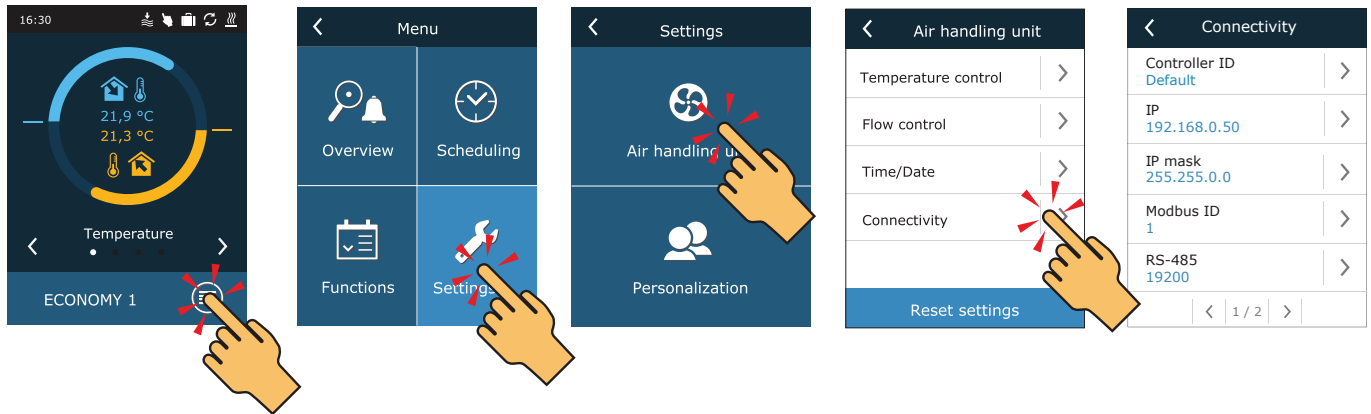 16:30
21,9 °C
21,3 °C
Temperature
ECONOMY 1
Menu
Overview
Scheduling
Functions
Settings
Settings
Air handling unit
Personalization
Air handling unit
Temperature control
Flow control
Time/Date
Connectivity
Reset settings
Connectivity
Controller ID
Default
IP
192.168.0.50
IP mask
255.255.0.0
Modbus ID
1
RS-485
19200
1 / 2